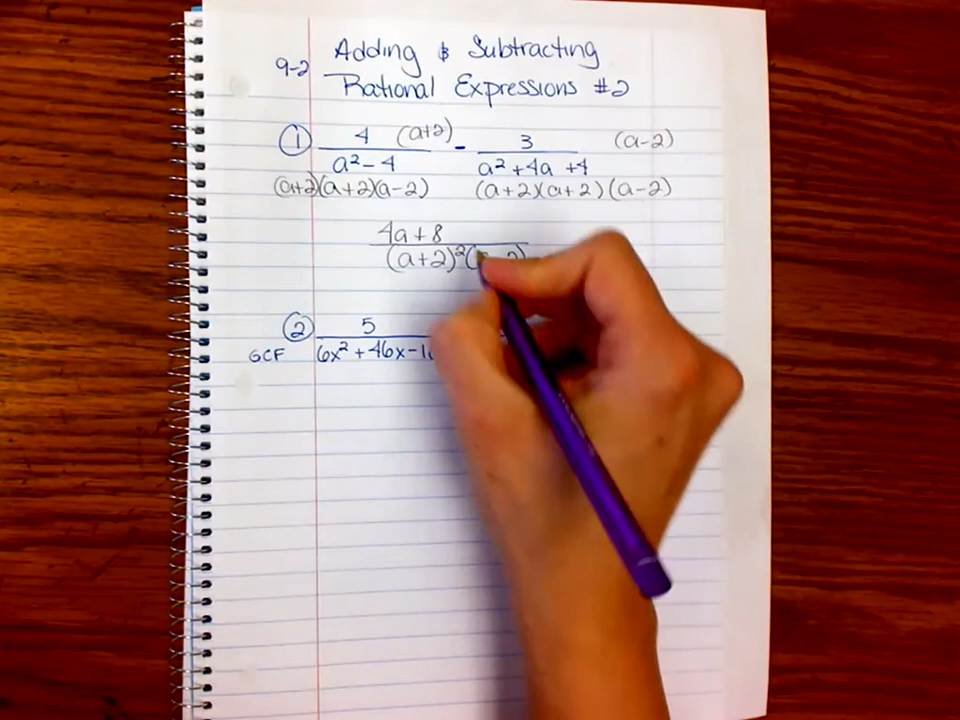 9-2 Adding & Subtracting
Rational Expressions #2
① 4 (a+2) - 3 (a-2)
a² - 4 a² + 4a + 4
(a+2)(a+2)(a-2) (a+2)(a+2)(a-2)
4a + 8
(a+2)²
② 5
GCF 6x² + 46x -